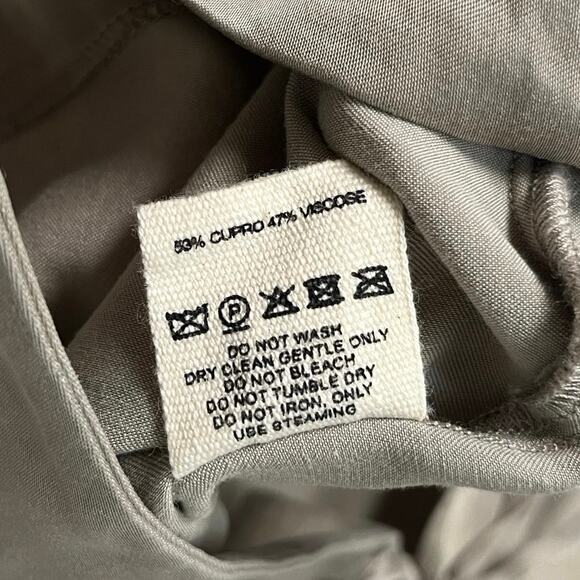 53% CUPRO 47% VISCOSE
P
DO NOT WASH
DRY CLEAN GENTLE ONLY
DO NOT BLEACH
DO NOT TUMBLE DRY
DO NOT IRON, ONLY
USE STEAMING